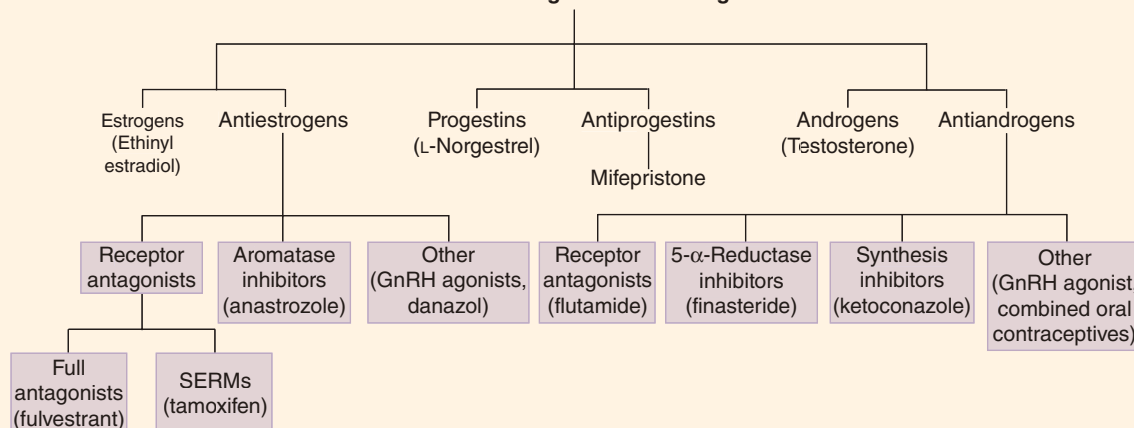 Estrogens
(Ethinyl
estradiol)
Antiestrogens
Progestins
(L-Norgestrel)
Antiprogestins
Mifepristone
Androgens
(Testosterone)
Antiandrogens
Receptor
antagonists
Aromatase
inhibitors
(anastrozole)
Other
(GnRH agonists,
danazol)
Receptor
antagonists
(flutamide)
5-α-Reductase
inhibitors
(finasteride)
Synthesis
inhibitors
(ketoconazole)
Other
(GnRH agonist,
combined oral
contraceptives)
Full
antagonists
(fulvestrant)
SERMs
(tamoxifen)